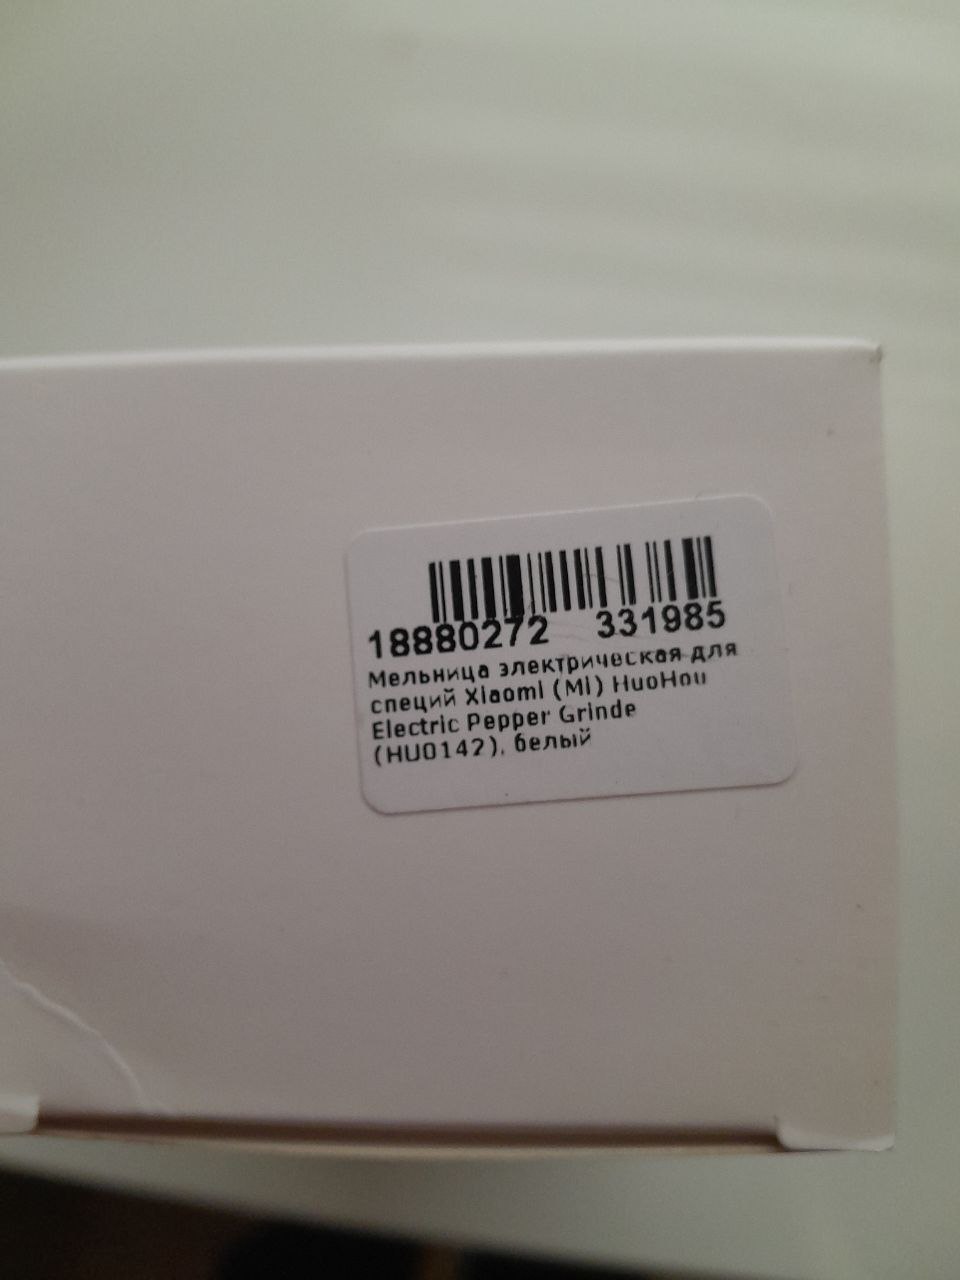 18880272 331985
Мельница электрическая для
специй Xiaomi (Mi) HuoHou
Electric Pepper Grinde
(HU0142), белый